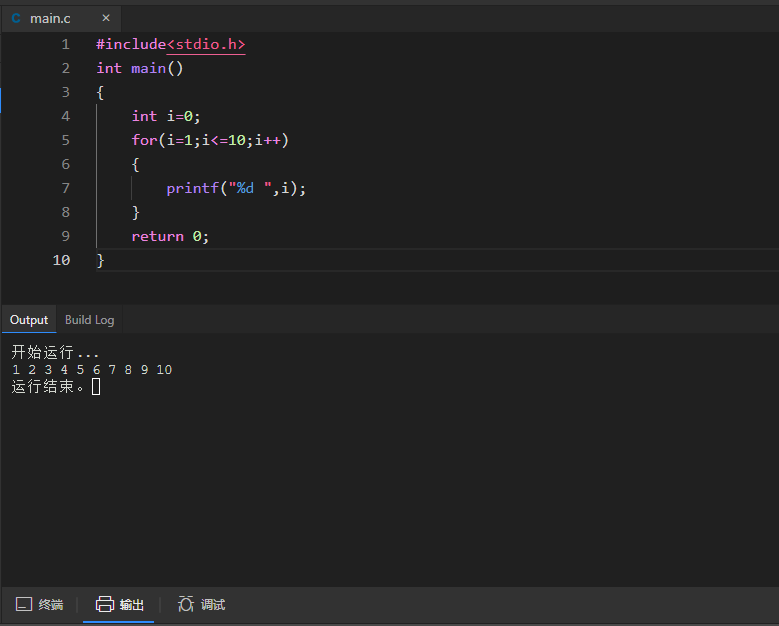 C main.c ×
1 #include<stdio.h>
2 int main()
3 {
4 int i=0;
5 for(i=1;i<=10;i++)
6 {
7 printf("%d ",i);
8 }
9 return 0;
10 }
Output Build Log
开始运行...
1 2 3 4 5 6 7 8 9 10
运行结束。
终端 输出 调试